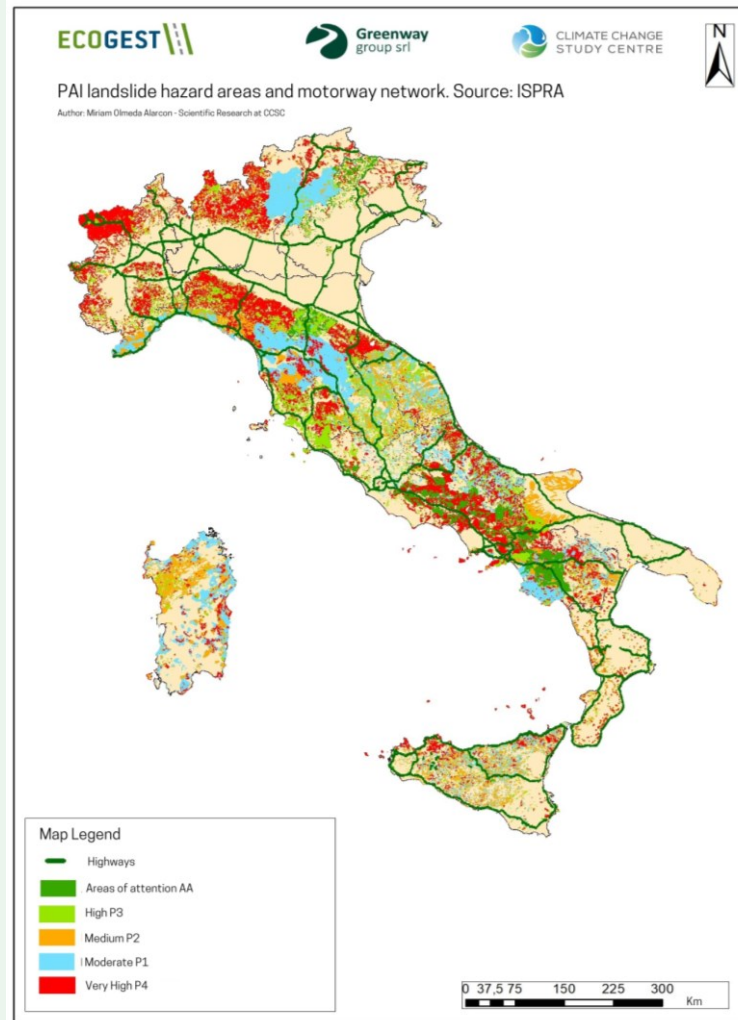 ECOGEST
Greenway
group srl
CLIMATE CHANGE
STUDY CENTRE
N
PAI landslide hazard areas and motorway network. Source: ISPRA
Author: Miriam Olmeda Alarcon - Scientific Research at CCSC
Map Legend
Highways
Areas of attention AA
High P3
Medium P2
Moderate P1
Very High P4
0 37,5 75 150 225 300
Km